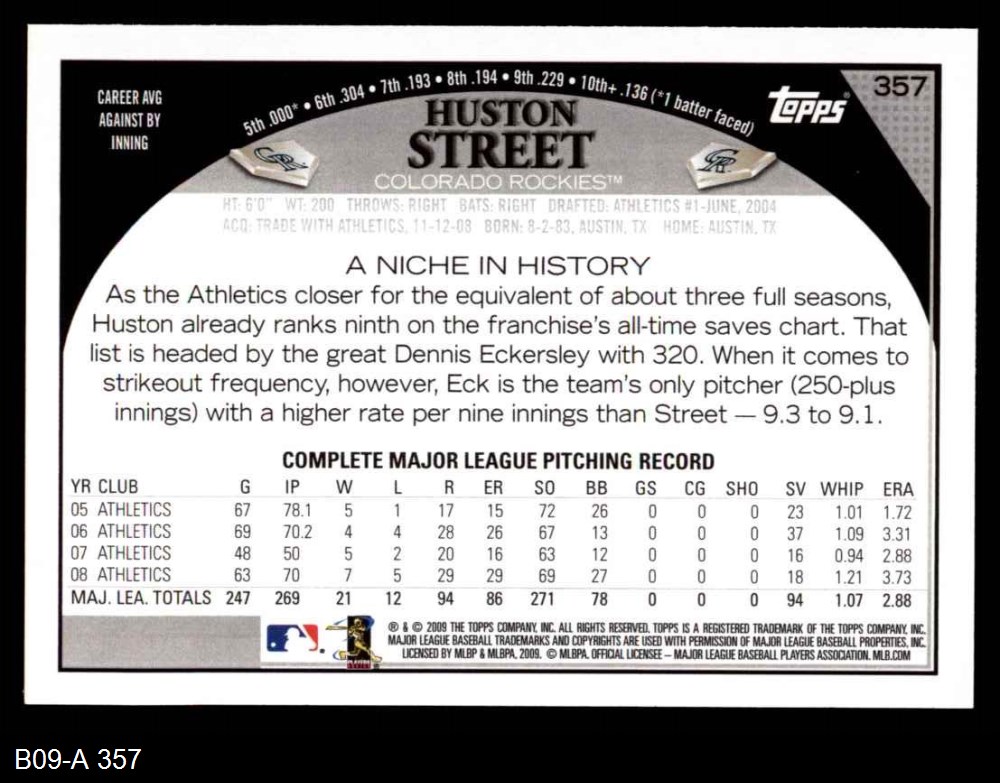 CAREER AVG
AGAINST BY
INNING
5th .000* • 6th .304 • 7th .193 • 8th .194 • 9th .229 • 10th+ .136 (*1 batter faced)
topps®
357
HUSTON
STREET
CR
CR
COLORADO ROCKIES™
HT: 6'0" WT: 200 THROWS: RIGHT BATS: RIGHT DRAFTED: ATHLETICS #1-JUNE, 2004
ACQ: TRADE WITH ATHLETICS, 11-12-08 BORN: 8-2-83, AUSTIN, TX HOME: AUSTIN, TX
A NICHE IN HISTORY
As the Athletics closer for the equivalent of about three full seasons,
Huston already ranks ninth on the franchise's all-time saves chart. That
list is headed by the great Dennis Eckersley with 320. When it comes to
strikeout frequency, however, Eck is the team's only pitcher (250-plus
innings) with a higher rate per nine innings than Street — 9.3 to 9.1.
COMPLETE MAJOR LEAGUE PITCHING RECORD
YR CLUB G IP W L R ER SO BB GS CG SHO SV WHIP ERA
05 ATHLETICS 67 78.1 5 1 17 15 72 26 0 0 0 23 1.01 1.72
06 ATHLETICS 69 70.2 4 4 28 26 67 13 0 0 0 37 1.09 3.31
07 ATHLETICS 48 50 5 2 20 16 63 12 0 0 0 16 0.94 2.88
08 ATHLETICS 63 70 7 5 29 29 69 27 0 0 0 18 1.21 3.73
MAJ. LEA. TOTALS 247 269 21 12 94 86 271 78 0 0 0 94 1.07 2.88
® & © 2009 THE TOPPS COMPANY, INC. ALL RIGHTS RESERVED. TOPPS IS A REGISTERED TRADEMARK OF THE TOPPS COMPANY, INC.
MAJOR LEAGUE BASEBALL TRADEMARKS AND COPYRIGHTS ARE USED WITH PERMISSION OF MAJOR LEAGUE BASEBALL PROPERTIES, INC.
LICENSED BY MLBP & MLBPA, 2009. © MLBPA. OFFICIAL LICENSEE – MAJOR LEAGUE BASEBALL PLAYERS ASSOCIATION. MLB.COM
B09-A 357